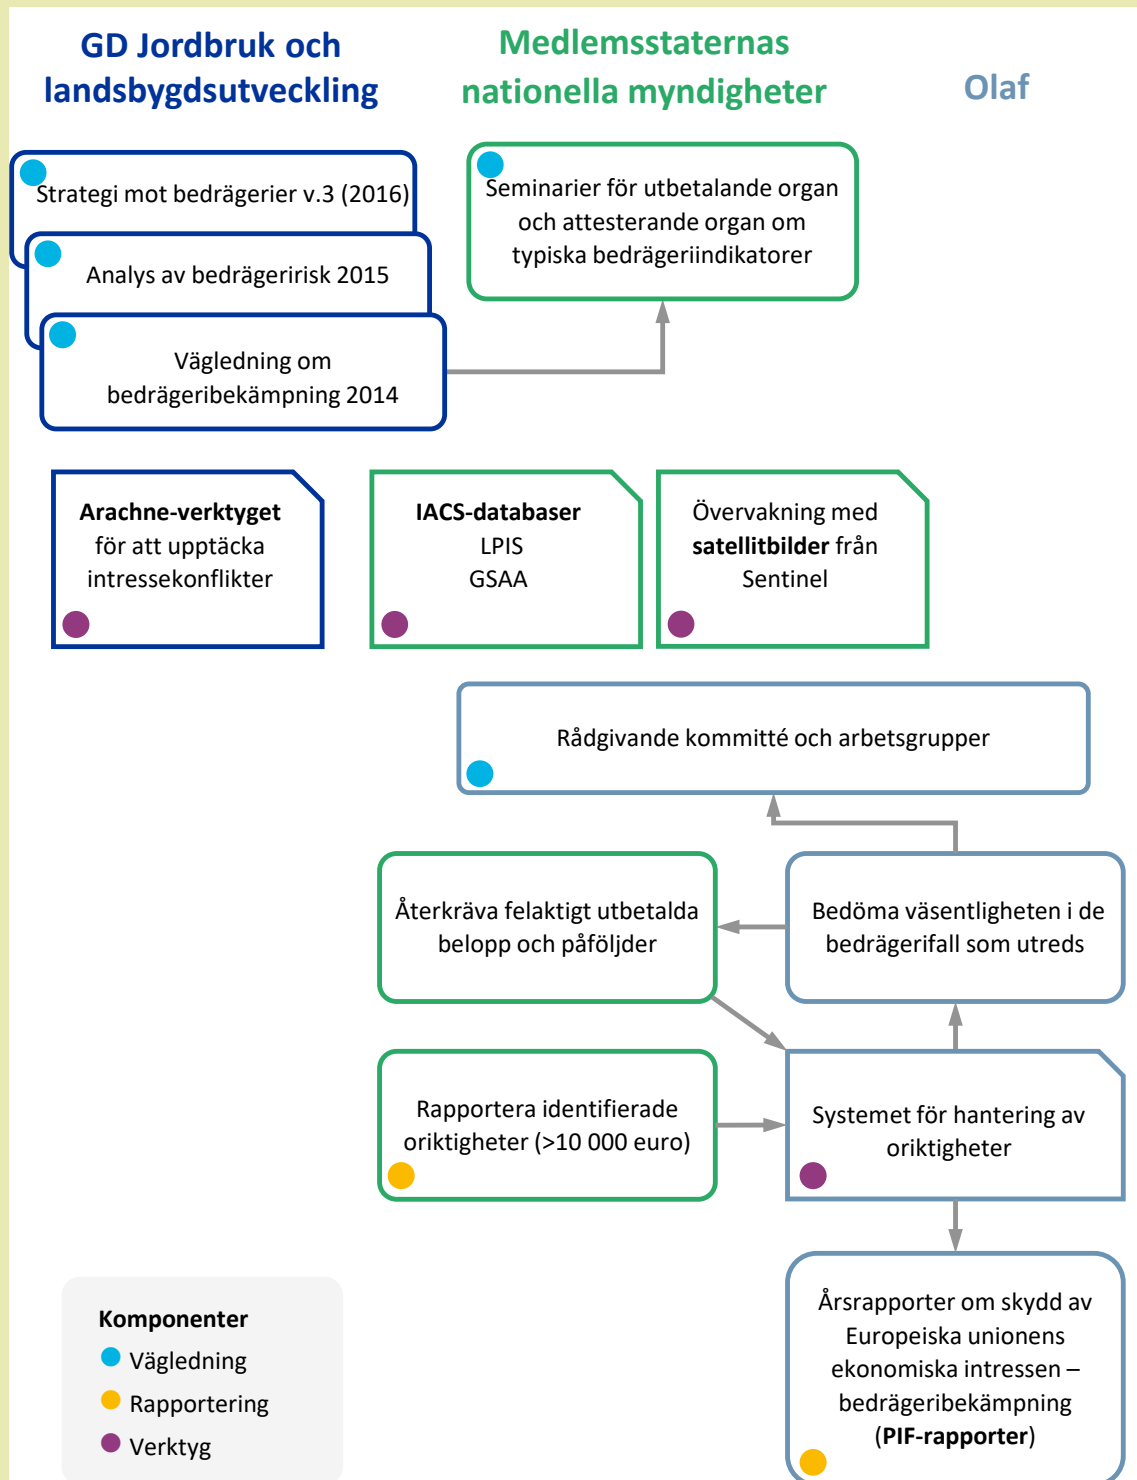 GD Jordbruk och
landsbygdsutveckling
Medlemsstaternas
nationella myndigheter
Olaf
Strategi mot bedrägerier v.3 (2016)
Analys av bedrägeririsk 2015
Vägledning om
bedrägeribekämpning 2014
Seminarier för utbetalande organ
och attesterande organ om
typiska bedrägeriindikatorer
Arachne-verktyget
för att upptäcka
intressekonflikter
IACS-databaser
LPIS
GSAA
Övervakning med
satellitbilder från
Sentinel
Rådgivande kommitté och arbetsgrupper
Återkräva felaktigt utbetalda
belopp och påföljder
Bedöma väsentligheten i de
bedrägerifall som utreds
Rapportera identifierade
oriktigheter (>10 000 euro)
Systemet för hantering av
oriktigheter
Årsrapporter om skydd av
Europeiska unionens
ekonomiska intressen –
bedrägeribekämpning
(PIF-rapporter)
Komponenter
Vägledning
Rapportering
Verktyg